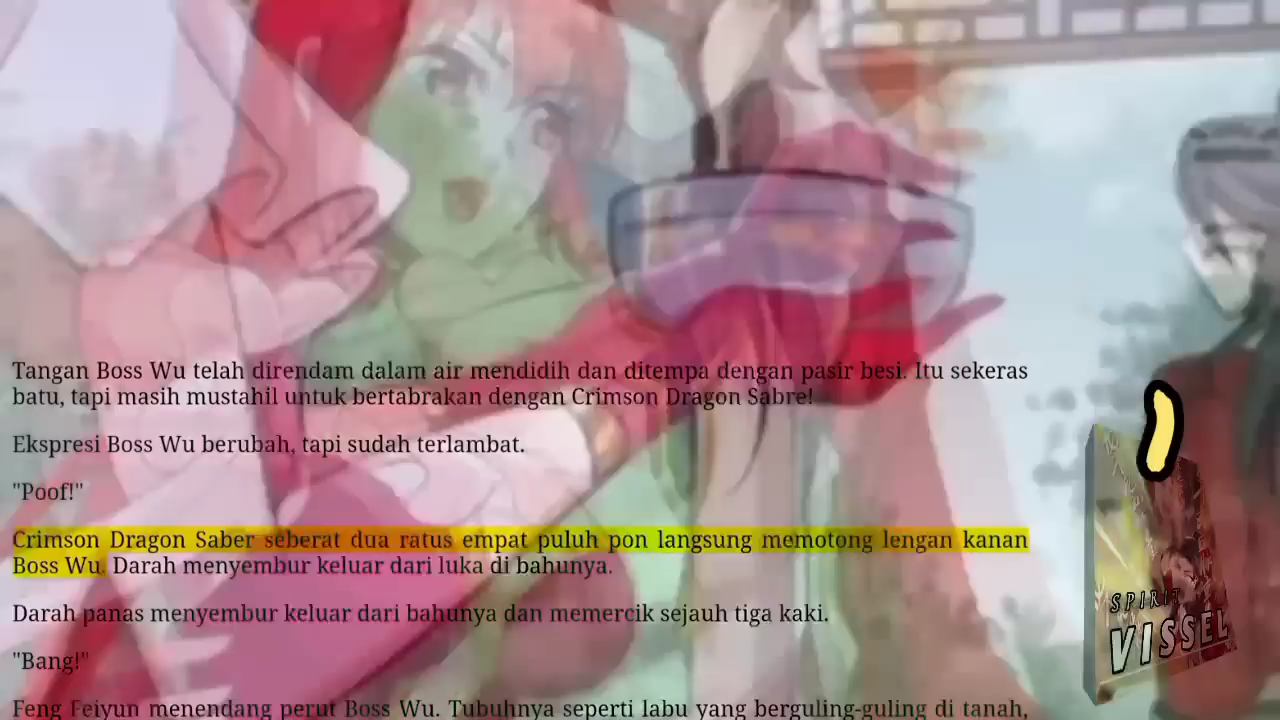 Tangan Boss Wu telah direndam dalam air mendidih dan ditempa dengan pasir besi. Itu sekeras
batu, tapi masih mustahil untuk bertabrakan dengan Crimson Dragon Sabre!
Ekspresi Boss Wu berubah, tapi sudah terlambat.
"Poof!"
Crimson Dragon Saber seberat dua ratus empat puluh pon langsung memotong lengan kanan
Boss Wu. Darah menyembur keluar dari luka di bahunya.
Darah panas menyembur keluar dari bahunya dan memercik sejauh tiga kaki.
"Bang!"
Feng Feiyun menendang perut Boss Wu. Tubuhnya seperti labu yang berguling-guling di tanah,
SPIRIT
VISSEL